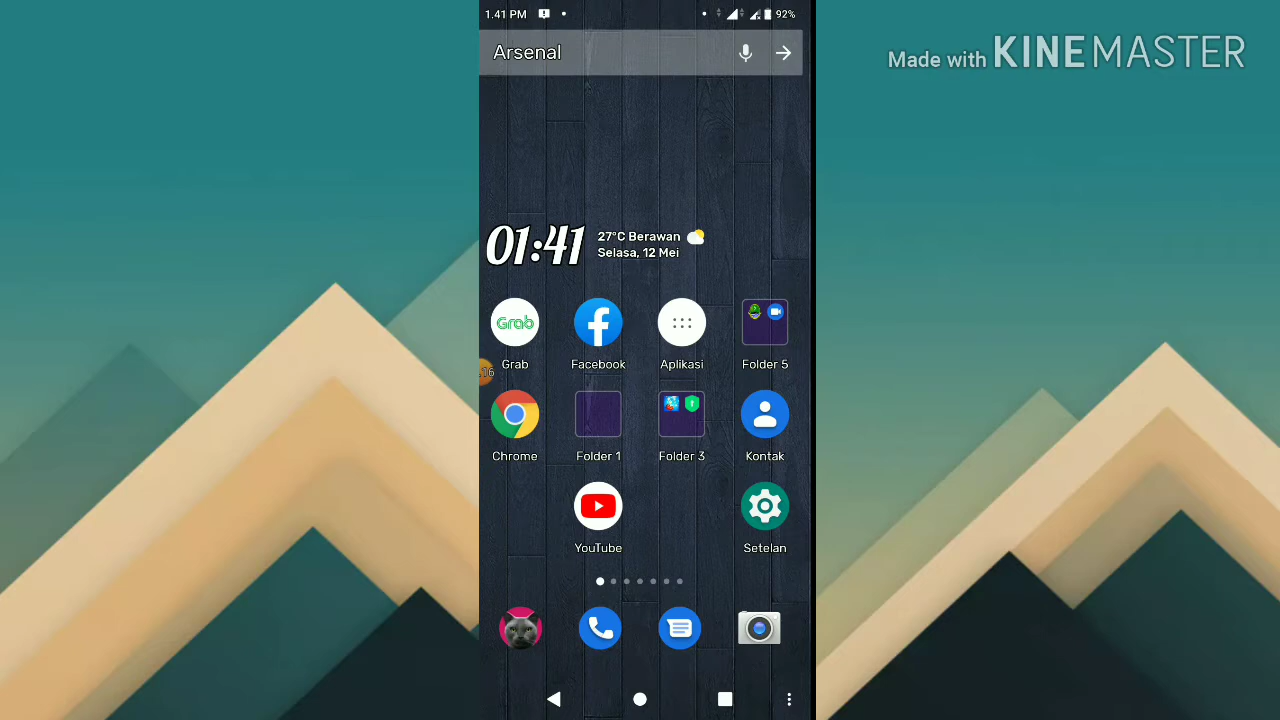 1.41 PM
92%
Made with KINEMASTER
Arsenal
01:41
27°C Berawan
Selasa, 12 Mei
Grab
Grab
Facebook
Aplikasi
Folder 5
:16
Chrome
Folder 1
Folder 3
Kontak
YouTube
Setelan